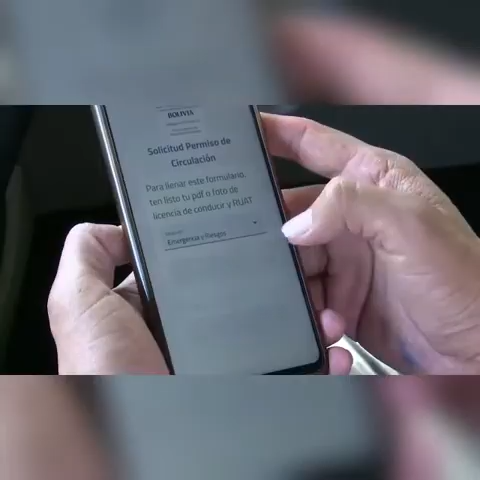 BOLIVIA
Solicitud Permiso de
Circulación
Para llenar este formulario,
ten listo tu pdf o foto de
licencia de conducir y RUAT
Emergencia y Riesgos